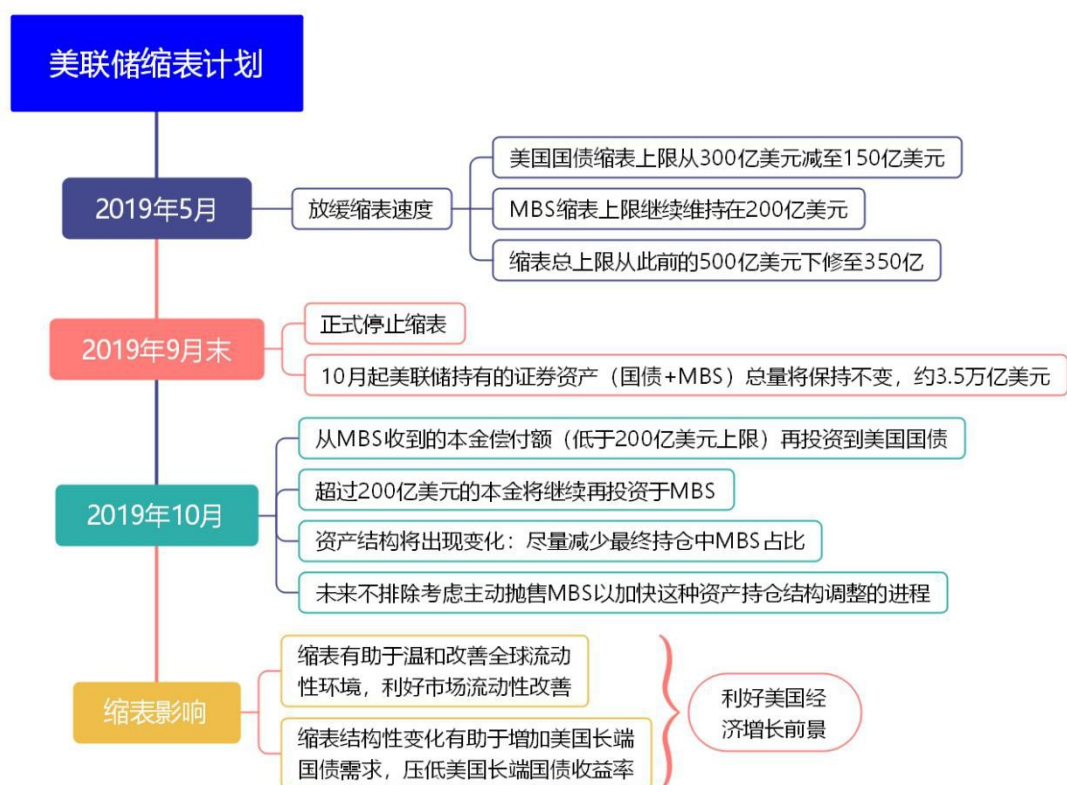 美联储缩表计划
2019年5月
放缓缩表速度
美国国债缩表上限从300亿美元减至150亿美元
MBS缩表上限继续维持在200亿美元
缩表总上限从此前的500亿美元下修至350亿
2019年9月末
正式停止缩表
10月起美联储持有的证券资产（国债+MBS）总量将保持不变，约3.5万亿美元
2019年10月
从MBS收到的本金偿付额（低于200亿美元上限）再投资到美国国债
超过200亿美元的本金将继续再投资于MBS
资产结构将出现变化：尽量减少最终持仓中MBS占比
未来不排除考虑主动抛售MBS以加快这种资产持仓结构调整的进程
缩表影响
缩表有助于温和改善全球流动
性环境，利好市场流动性改善
缩表结构性变化有助于增加美国长端
国债需求，压低美国长端国债收益率
利好美国经
济增长前景